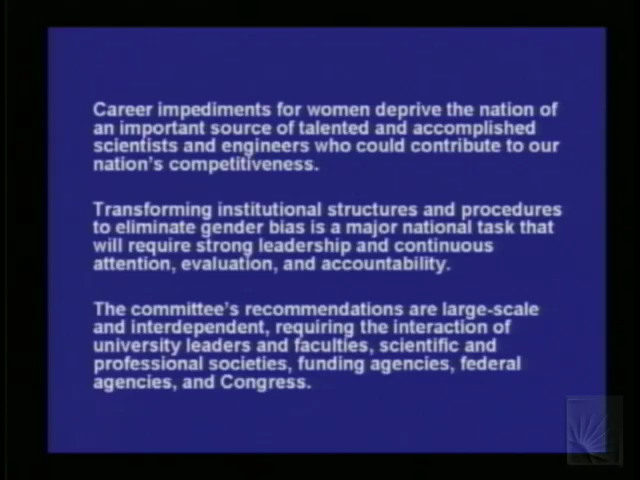 Career impediments for women deprive the nation of
an important source of talented and accomplished
scientists and engineers who could contribute to our
nation's competitiveness.
Transforming institutional structures and procedures
to eliminate gender bias is a major national task that
will require strong leadership and continuous
attention, evaluation, and accountability.
The committee's recommendations are large-scale
and interdependent, requiring the interaction of
university leaders and faculties, scientific and
professional societies, funding agencies, federal
agencies, and Congress.